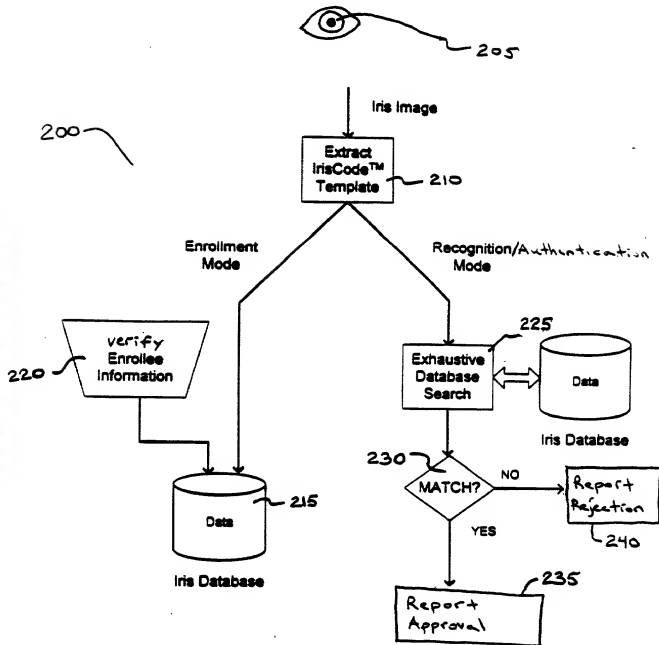 205
Iris Image
200
Extract
IrisCode™
Template
210
Enrollment
Mode
Recognition/Authentication
Mode
verify
Enrollee
Information
220
225
Exhaustive
Database
Search
Data
Iris Database
230
MATCH?
NO
Report
Rejection
240
YES
215
Data
Iris Database
235
Report
Approval